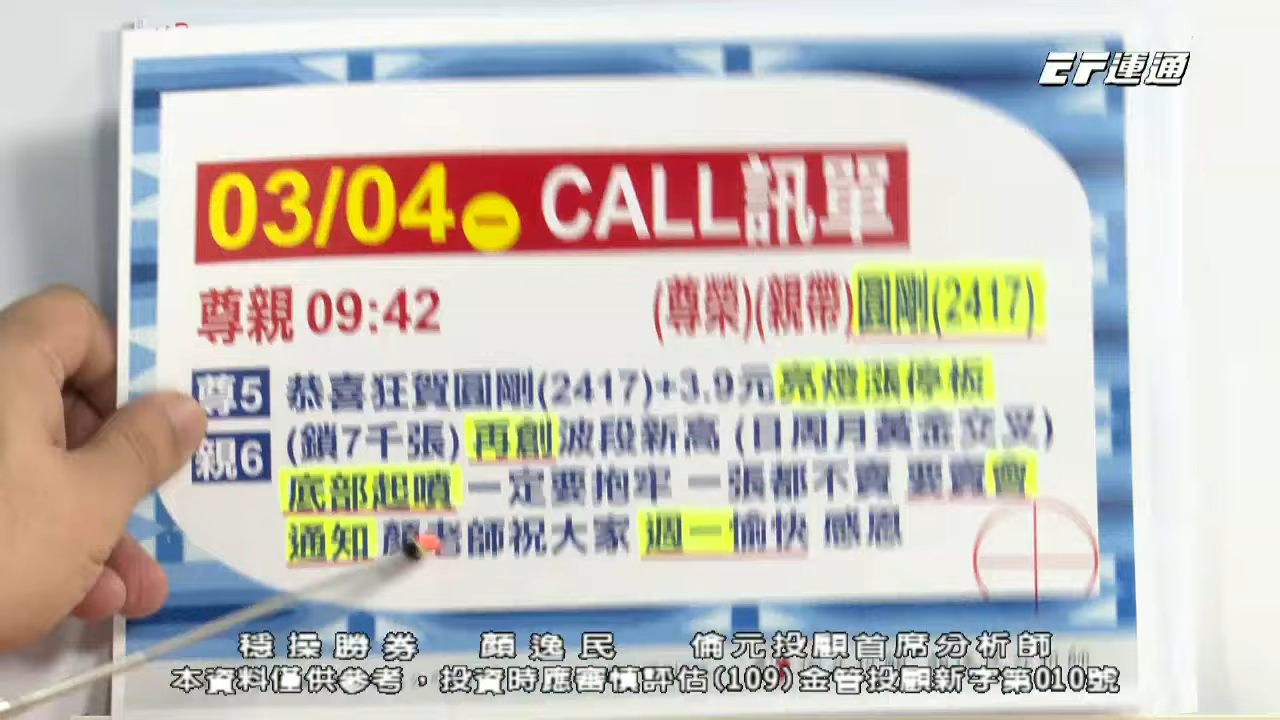 EF運通
03/04 一 CALL訊單
尊親 09:42 (尊榮)(親帶)圓剛(2417)
尊5 恭喜狂賀圓剛(2417)+3.9元亮燈漲停板
親6 (鎖7千張) 再創波段新高 (日周月黃金交叉)
底部起噴 一定要抱牢 一張都不賣 要賣會
通知 顏老師祝大家 週一愉快 感恩
穩操勝券 顏逸民 倫元投顧首席分析師
本資料僅供參考，投資時應審慎評估(109)金管投顧新字第010號